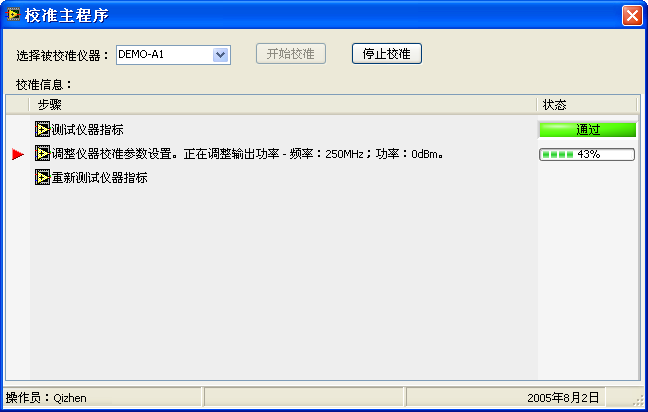 校准主程序
选择被校准仪器： DEMO-A1 开始校准 停止校准
校准信息：
步骤 状态
测试仪器指标 通过
调整仪器校准参数设置。正在调整输出功率 - 频率：250MHz；功率：0dBm。 43%
重新测试仪器指标
操作员：Qizhen 2005年8月2日